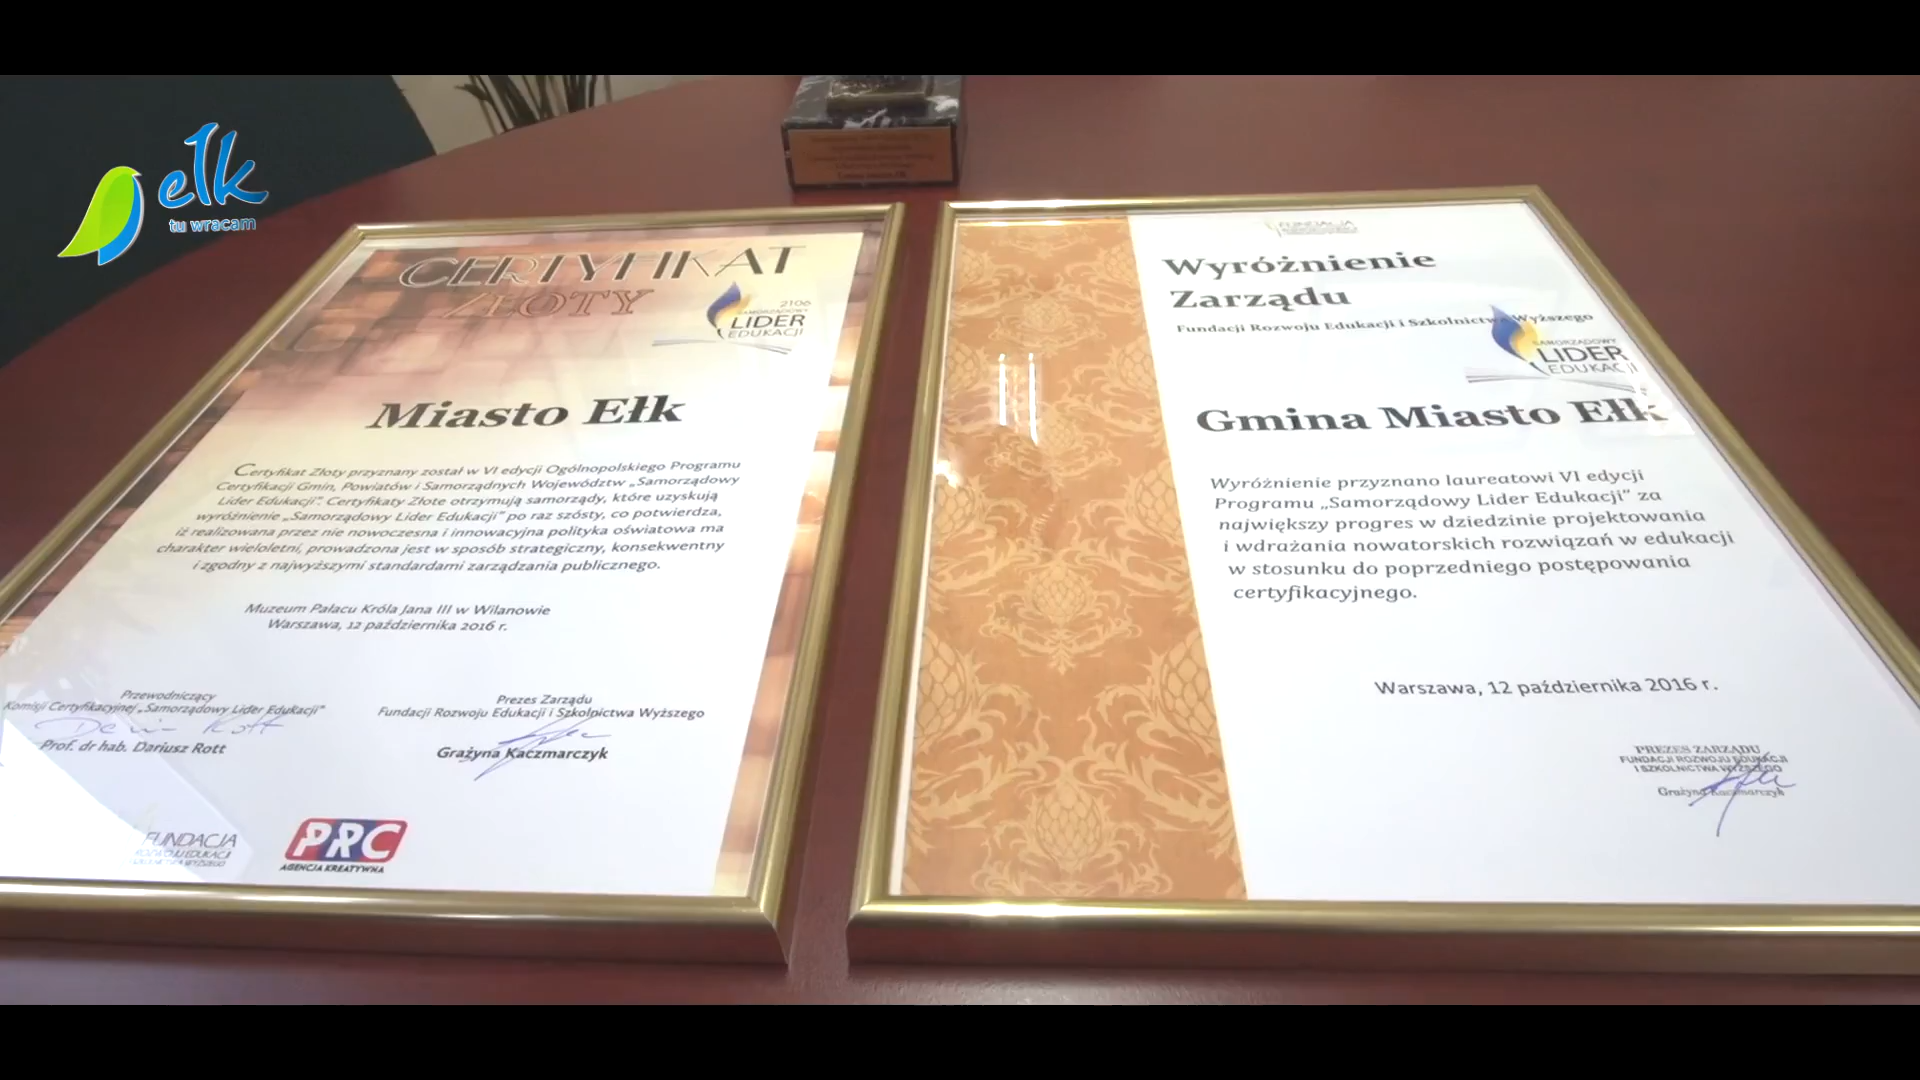 ełk
tu wracam
CERTYFIKAT
ZŁOTY
2106
SAMORZĄDOWY
LIDER
EDUKACJI
Miasto Ełk
Certyfikat Złoty przyznany został w VI edycji Ogólnopolskiego Programu
Certyfikacji Gmin, Powiatów i Samorządnych Województw „Samorządowy
Lider Edukacji”. Certyfikaty Złote otrzymują samorządy, które uzyskują
wyróżnienie „Samorządowy Lider Edukacji” po raz szósty, co potwierdza,
iż realizowana przez nie nowoczesna i innowacyjna polityka oświatowa ma
charakter wieloletni, prowadzona jest w sposób strategiczny, konsekwentny
i zgodny z najwyższymi standardami zarządzania publicznego.
Muzeum Pałacu Króla Jana III w Wilanowie
Warszawa, 12 października 2016 r.
Przewodniczący
Komisji Certyfikacyjnej „Samorządowy Lider Edukacji”
Prof. dr hab. Dariusz Rott
Prezes Zarządu
Fundacji Rozwoju Edukacji i Szkolnictwa Wyższego
Grażyna Kaczmarczyk
FUNDACJA
ROZWOJU EDUKACJI
PRC
AGENCJA KREATYWNA
FUNDACJA
Wyróżnienie
Zarządu
Fundacji Rozwoju Edukacji i Szkolnictwa Wyższego
SAMORZĄDOWY
LIDER
EDUKACJI
Gmina Miasto Ełk
Wyróżnienie przyznano laureatowi VI edycji
Programu „Samorządowy Lider Edukacji” za
największy progres w dziedzinie projektowania
i wdrażania nowatorskich rozwiązań w edukacji
w stosunku do poprzedniego postępowania
certyfikacyjnego.
Warszawa, 12 października 2016 r.
PREZES ZARZĄDU
FUNDACJI ROZWOJU EDUKACJI
I SZKOLNICTWA WYŻSZEGO
Grażyna Kaczmarczyk